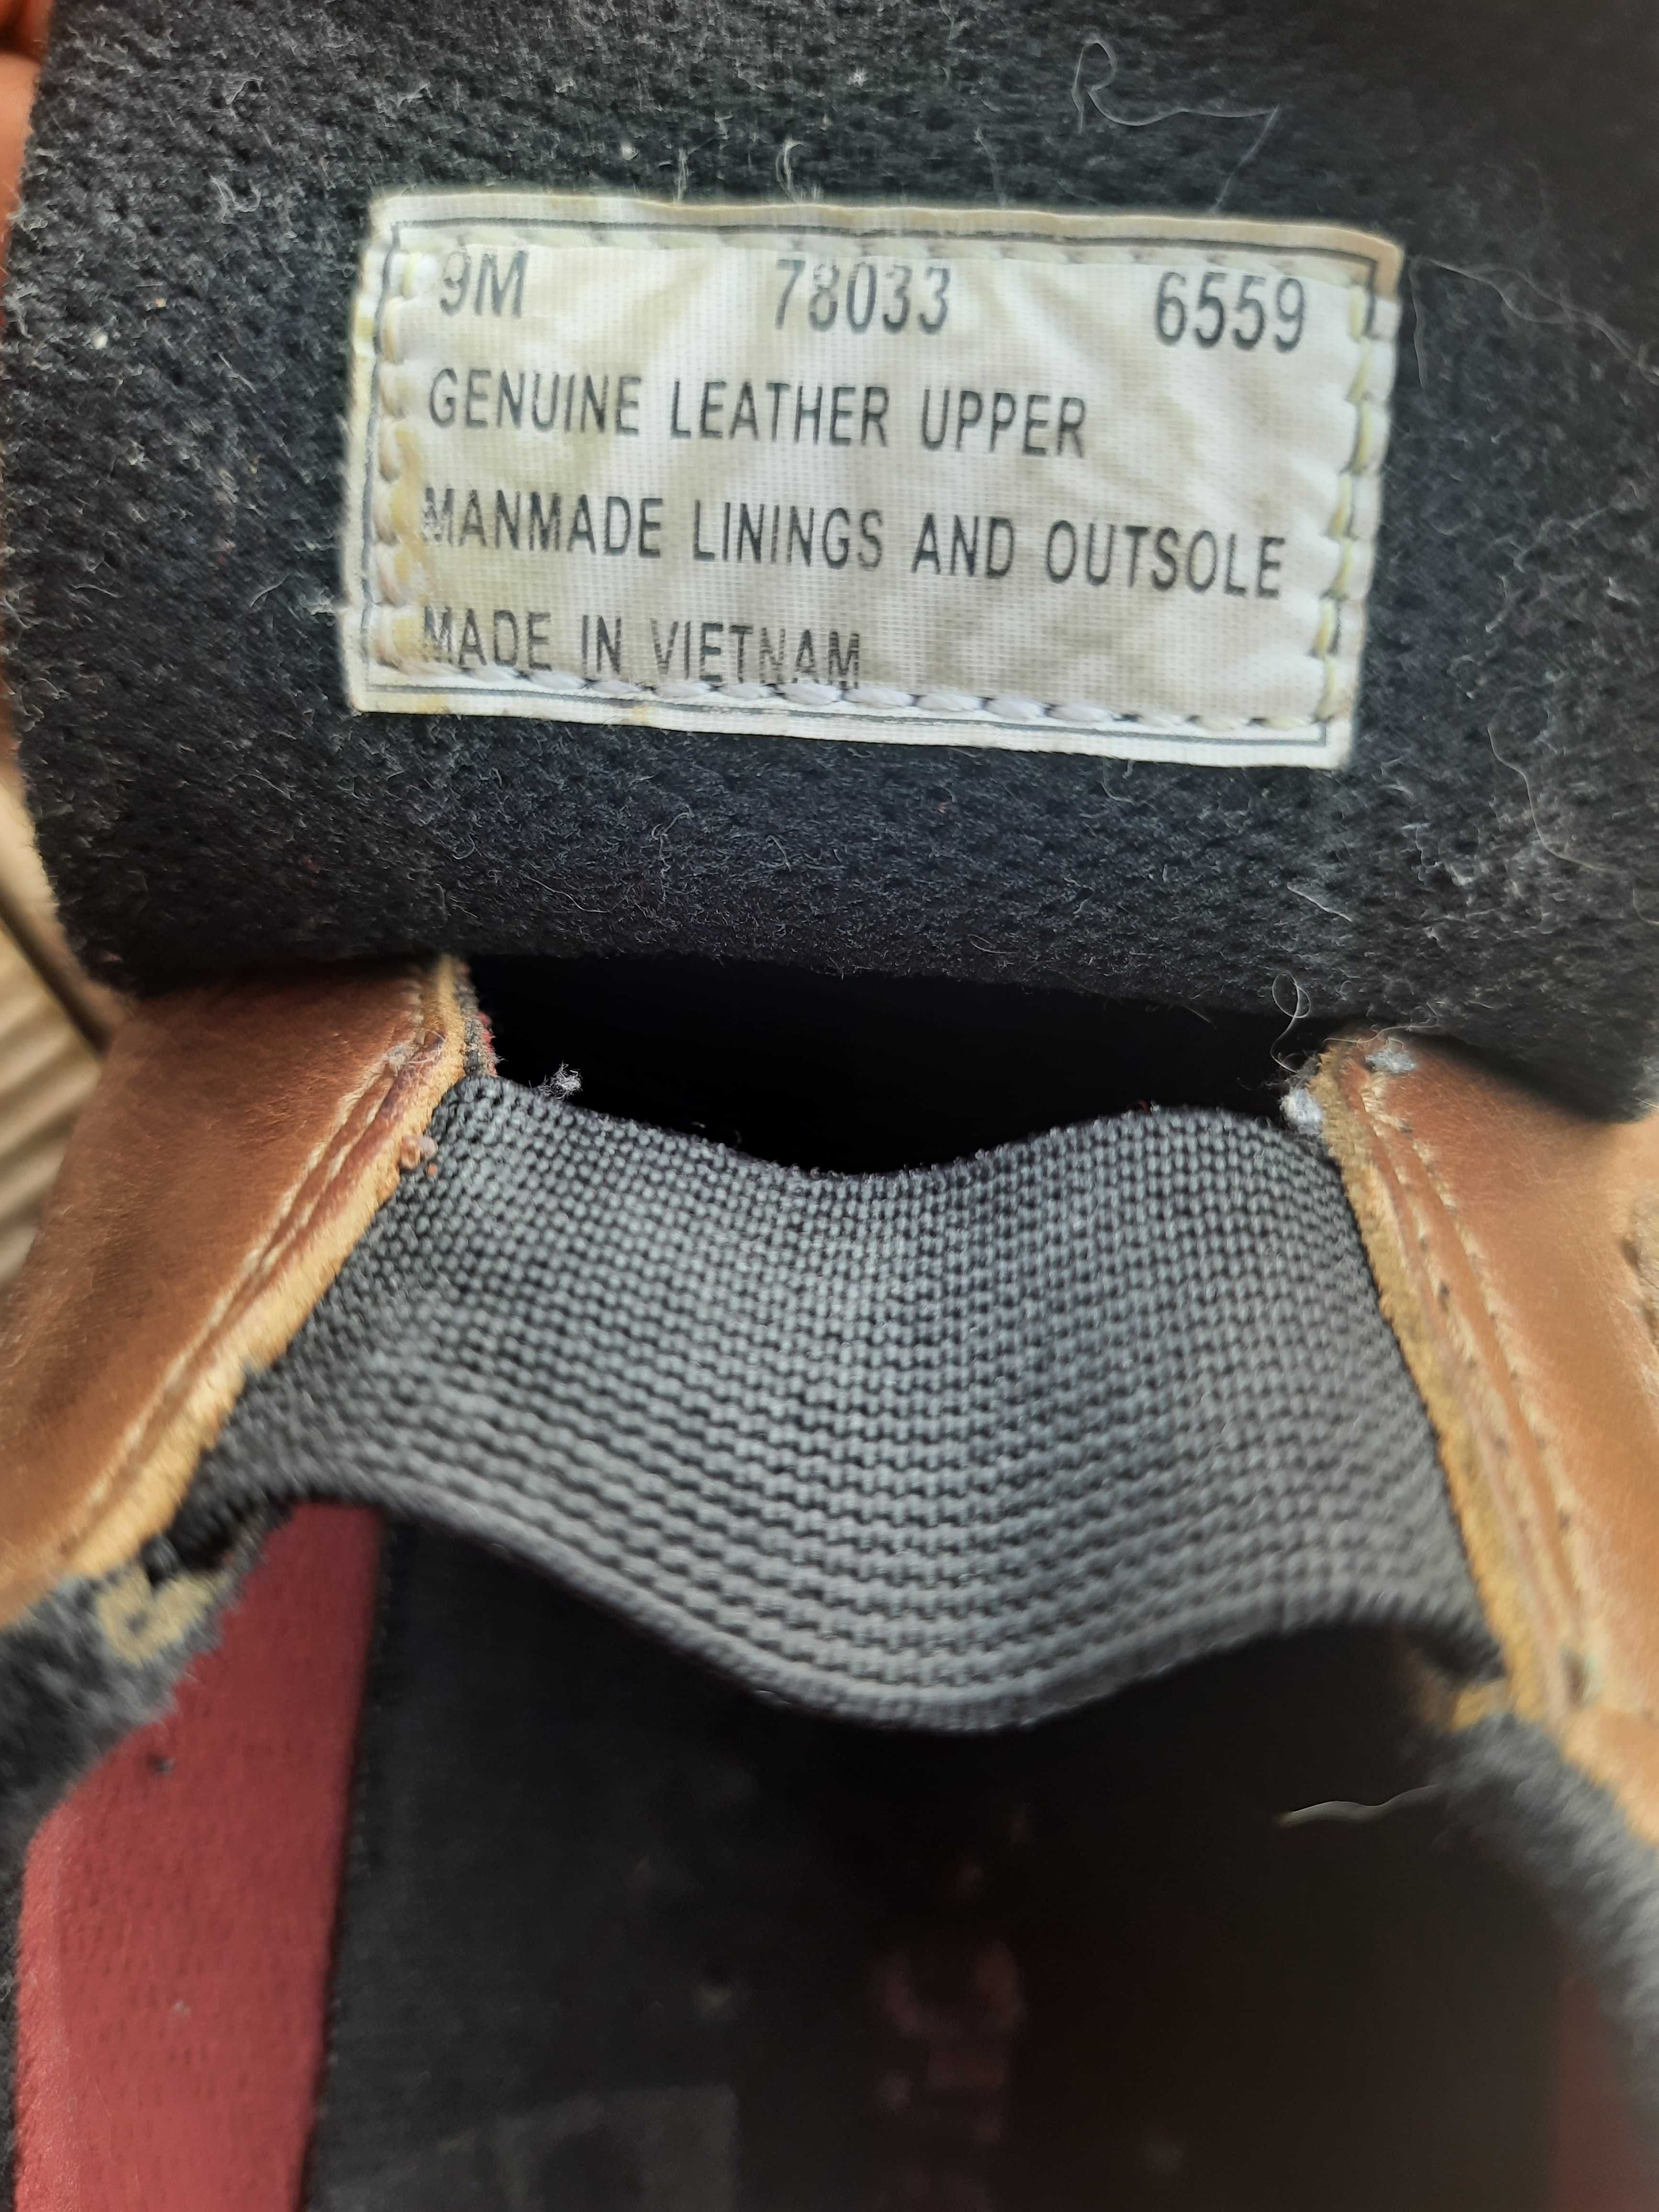 9M 78033 6559
GENUINE LEATHER UPPER
MANMADE LININGS AND OUTSOLE
MADE IN VIETNAM